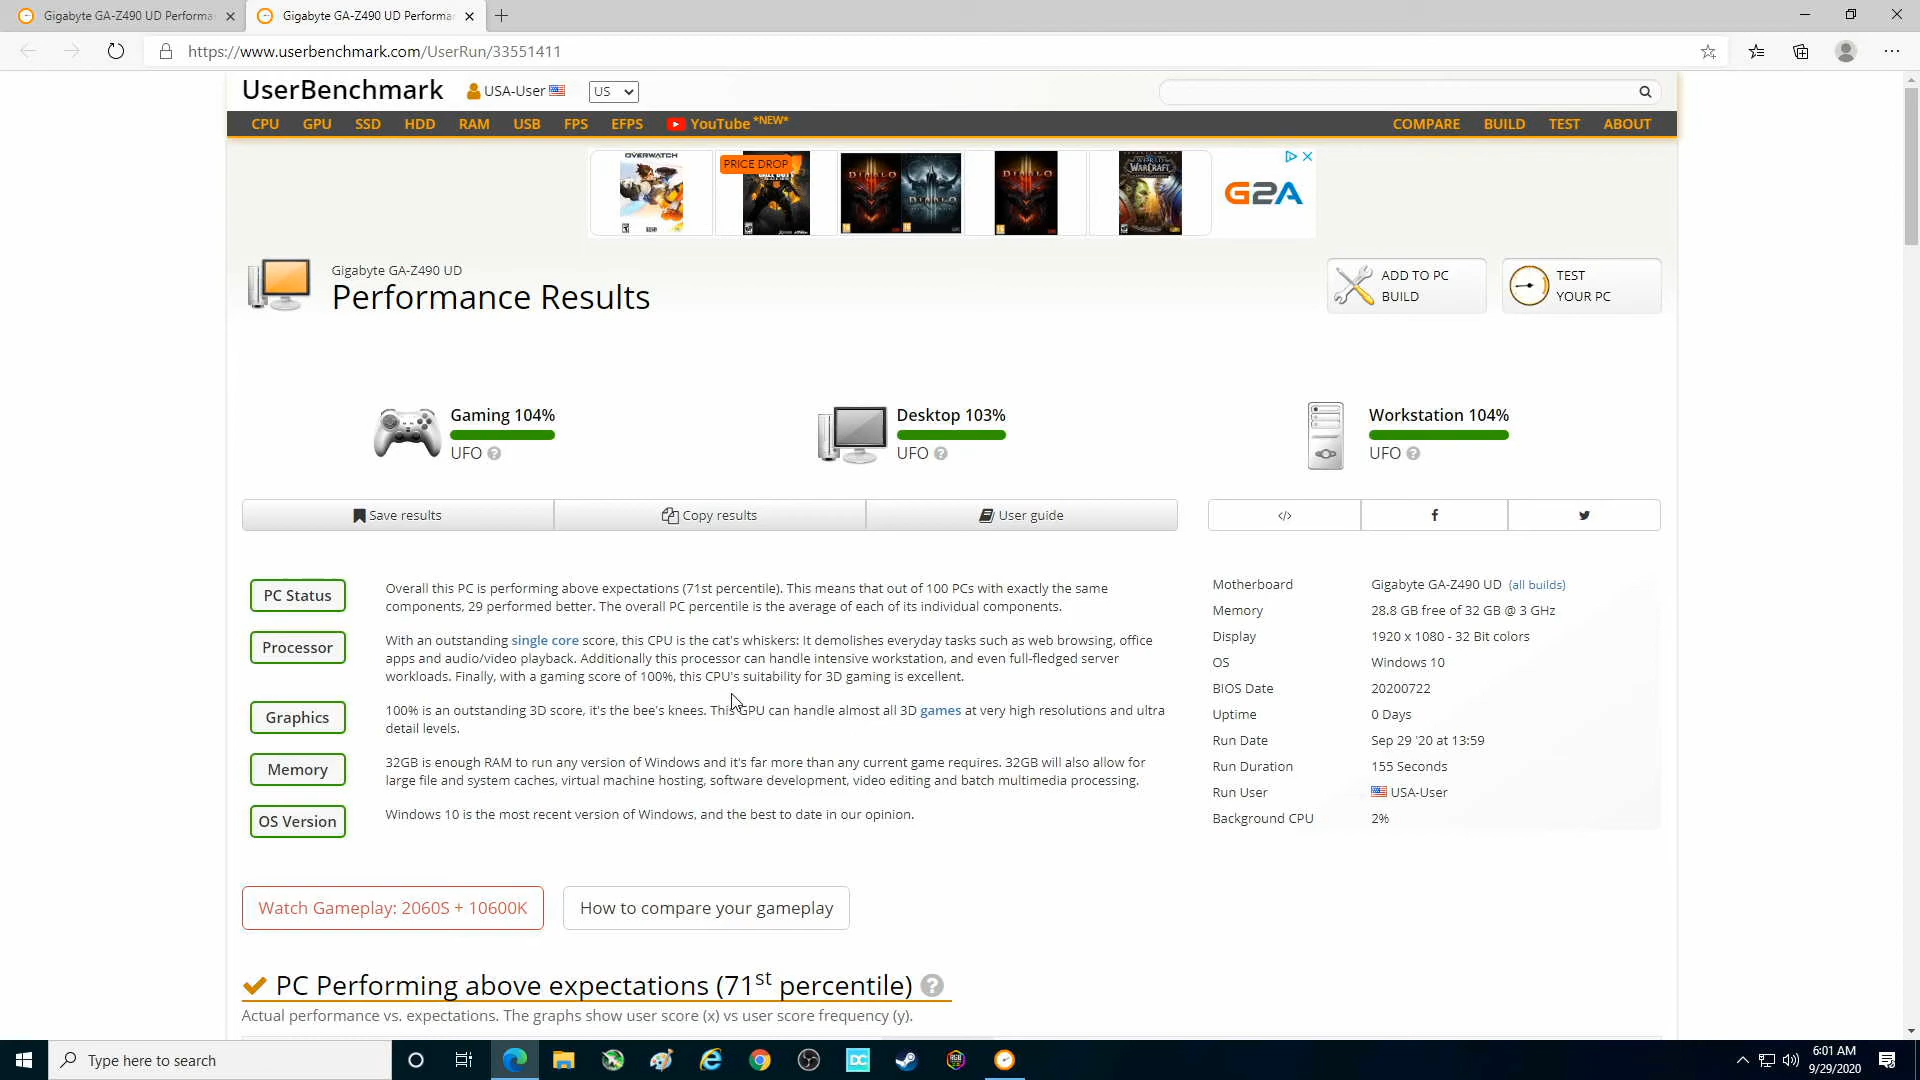 Gigabyte GA-Z490 UD Performa
Gigabyte GA-Z490 UD Performa
https://www.userbenchmark.com/UserRun/33551411
UserBenchmark
USA-User
US
CPU GPU SSD HDD RAM USB FPS EFPS YouTube *NEW*
COMPARE BUILD TEST ABOUT
OVERWATCH
PRICE DROP
DIABLO
DIABLO
DIABLO
WARCRAFT
G2A
Gigabyte GA-Z490 UD
Performance Results
ADD TO PC
BUILD
TEST
YOUR PC
Gaming 104%
UFO ?
Desktop 103%
UFO ?
Workstation 104%
UFO ?
Save results
Copy results
User guide
</>
PC Status
Overall this PC is performing above expectations (71st percentile). This means that out of 100 PCs with exactly the same
components, 29 performed better. The overall PC percentile is the average of each of its individual components.
Processor
With an outstanding single core score, this CPU is the cat's whiskers: It demolishes everyday tasks such as web browsing, office
apps and audio/video playback. Additionally this processor can handle intensive workstation, and even full-fledged server
workloads. Finally, with a gaming score of 100%, this CPU's suitability for 3D gaming is excellent.
Graphics
100% is an outstanding 3D score, it's the bee's knees. This GPU can handle almost all 3D games at very high resolutions and ultra
detail levels.
Memory
32GB is enough RAM to run any version of Windows and it's far more than any current game requires. 32GB will also allow for
large file and system caches, virtual machine hosting, software development, video editing and batch multimedia processing.
OS Version
Windows 10 is the most recent version of Windows, and the best to date in our opinion.
Motherboard Gigabyte GA-Z490 UD (all builds)
Memory 28.8 GB free of 32 GB @ 3 GHz
Display 1920 x 1080 - 32 Bit colors
OS Windows 10
BIOS Date 20200722
Uptime 0 Days
Run Date Sep 29 '20 at 13:59
Run Duration 155 Seconds
Run User USA-User
Background CPU 2%
Watch Gameplay: 2060S + 10600K
How to compare your gameplay
PC Performing above expectations (71st percentile) ?
Actual performance vs. expectations. The graphs show user score (x) vs user score frequency (y).
Type here to search
DC
6:01 AM
9/29/2020